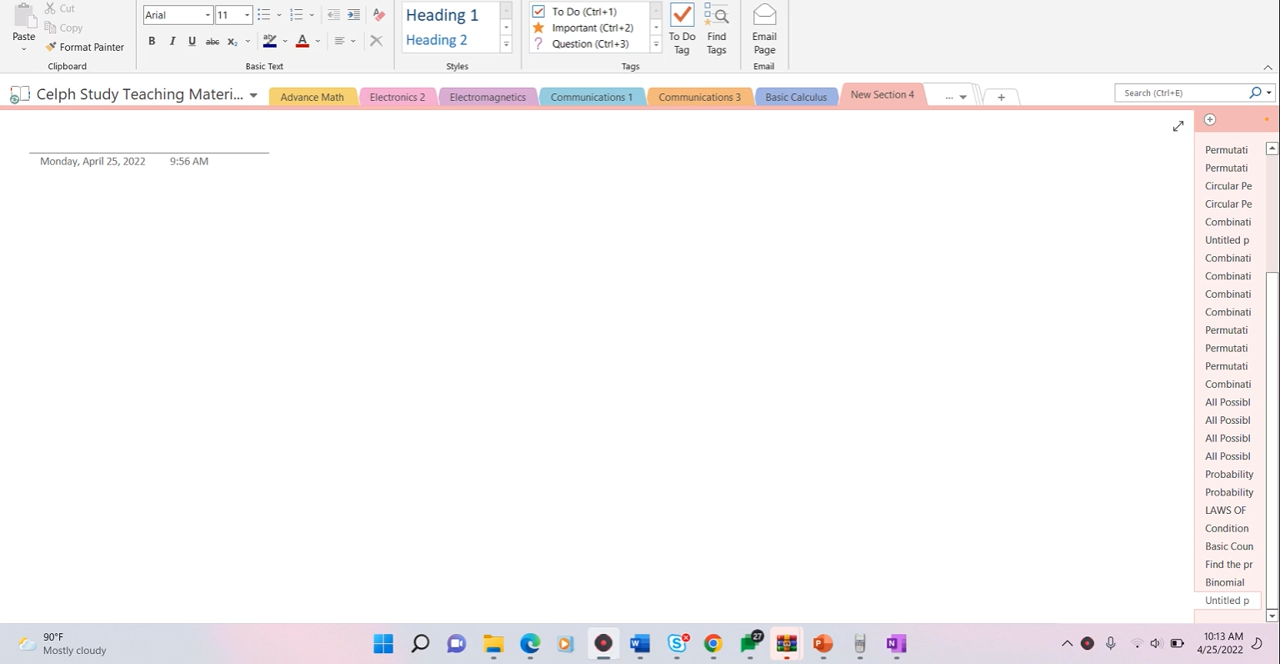 Cut
Copy
Paste
Format Painter
Clipboard
Arial 11
B I U abc x₂ ab A
Basic Text
Heading 1
Heading 2
Styles
To Do (Ctrl+1)
Important (Ctrl+2)
? Question (Ctrl+3)
To Do Tag
Find Tags
Tags
Email Page
Email
Celph Study Teaching Materi...
Advance Math
Electronics 2
Electromagnetics
Communications 1
Communications 3
Basic Calculus
New Section 4
...
+
Search (Ctrl+E)
Monday, April 25, 2022 9:56 AM
Permutati
Permutati
Circular Pe
Circular Pe
Combinati
Untitled p
Combinati
Combinati
Combinati
Combinati
Permutati
Permutati
Permutati
Combinati
All Possibl
All Possibl
All Possibl
All Possibl
Probability
Probability
LAWS OF
Condition
Basic Coun
Find the pr
Binomial
Untitled p
90°F
Mostly cloudy
W
S
27
P
N
10:13 AM
4/25/2022